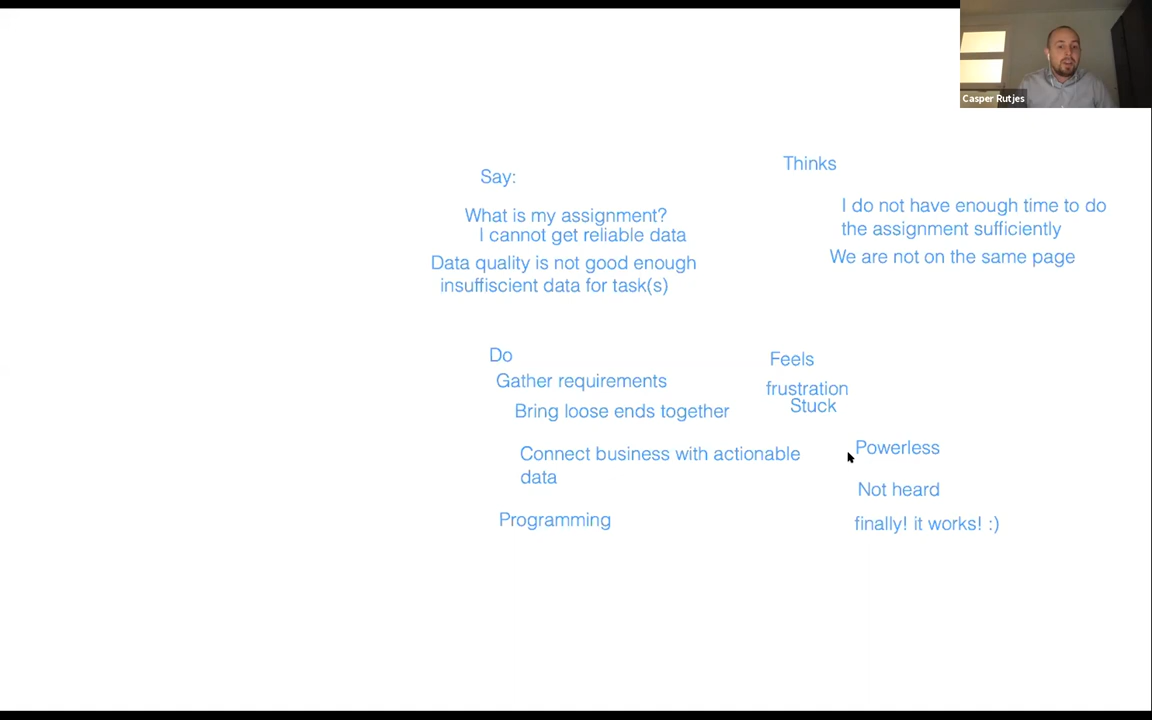 Casper Rutjes
Say:
What is my assignment?
I cannot get reliable data
Data quality is not good enough
insuffiscient data for task(s)
Thinks
I do not have enough time to do
the assignment sufficiently
We are not on the same page
Do
Gather requirements
Bring loose ends together
Connect business with actionable
data
Programming
Feels
frustration
Stuck
Powerless
Not heard
finally! it works! :)